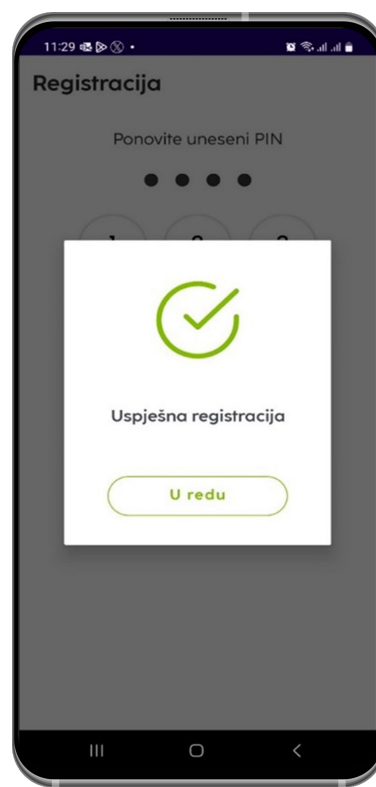 11:29
Registracija
Ponovite uneseni PIN
Uspješna registracija
U redu